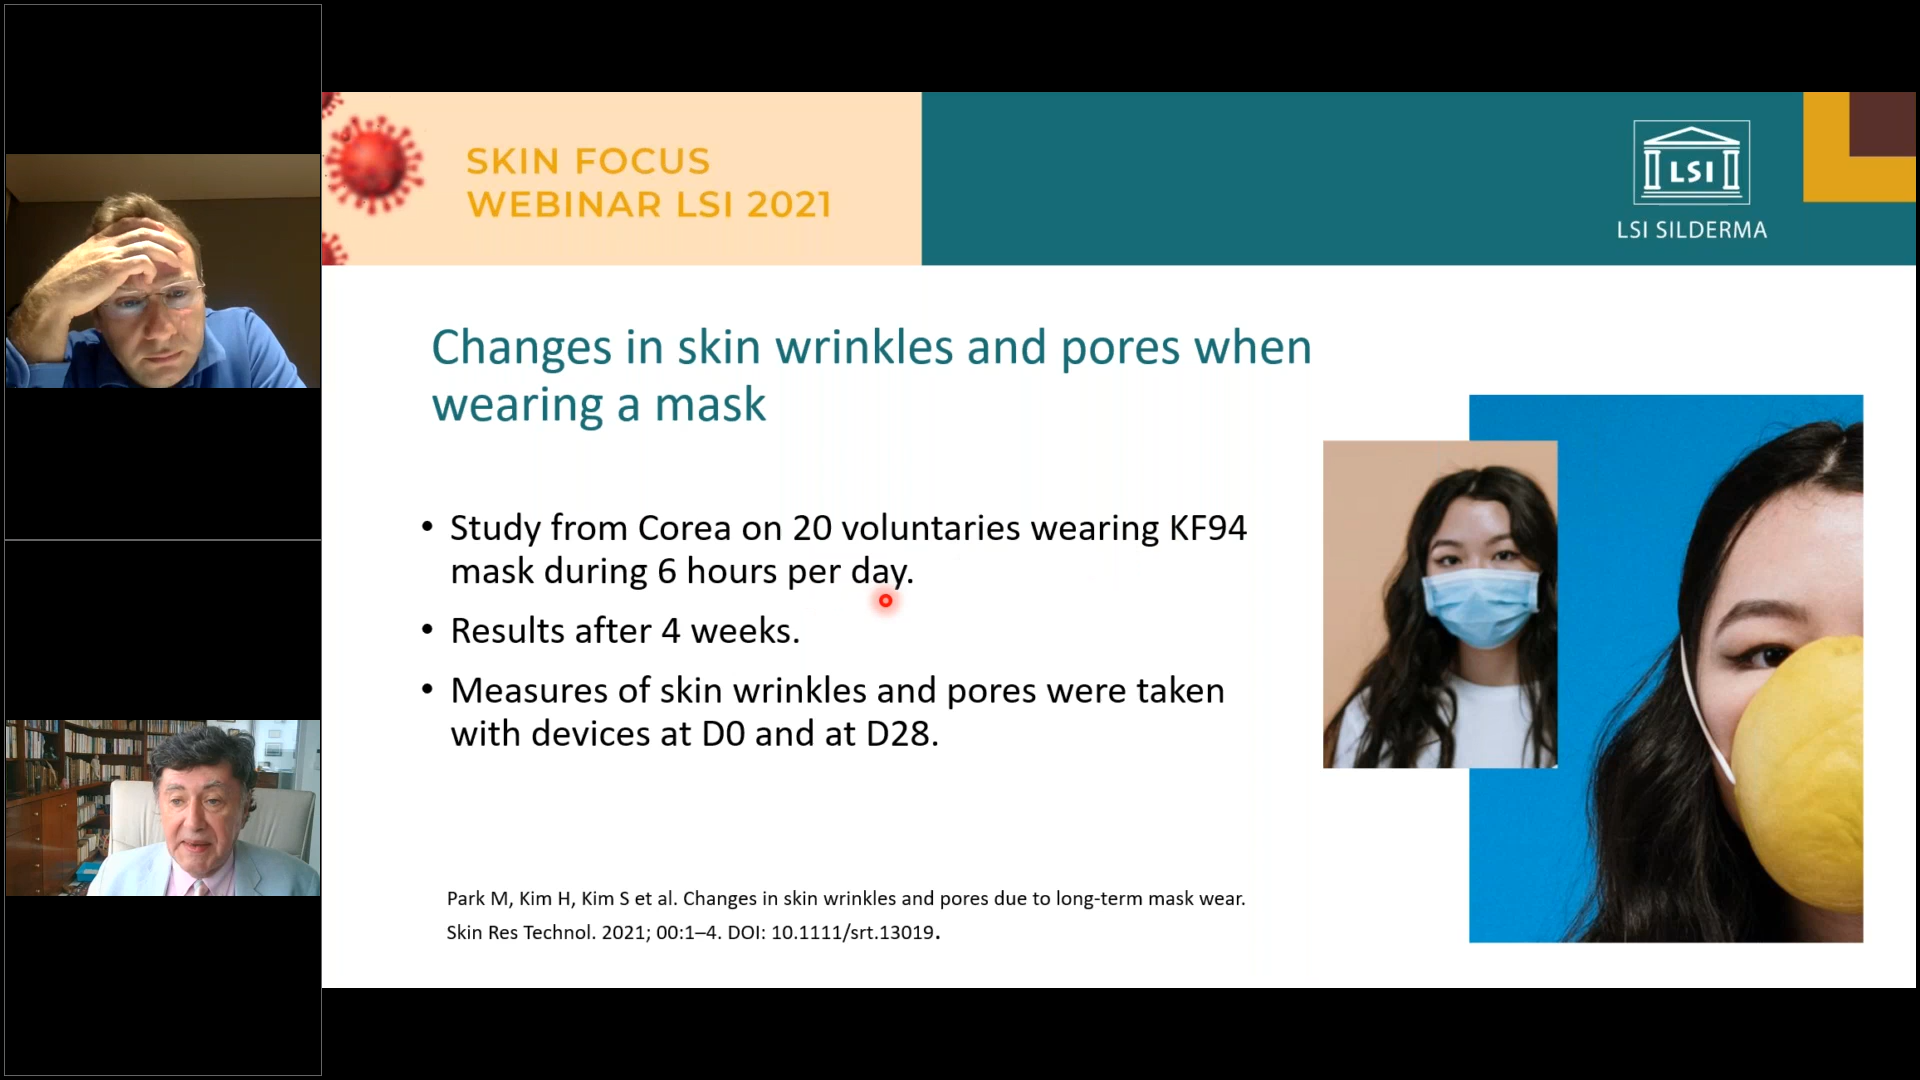 SKIN FOCUS
WEBINAR LSI 2021
LSI
LSI SILDERMA
Changes in skin wrinkles and pores when
wearing a mask
• Study from Corea on 20 voluntaries wearing KF94
mask during 6 hours per day.
• Results after 4 weeks.
• Measures of skin wrinkles and pores were taken
with devices at D0 and at D28.
Park M, Kim H, Kim S et al. Changes in skin wrinkles and pores due to long-term mask wear.
Skin Res Technol. 2021; 00:1–4. DOI: 10.1111/srt.13019.